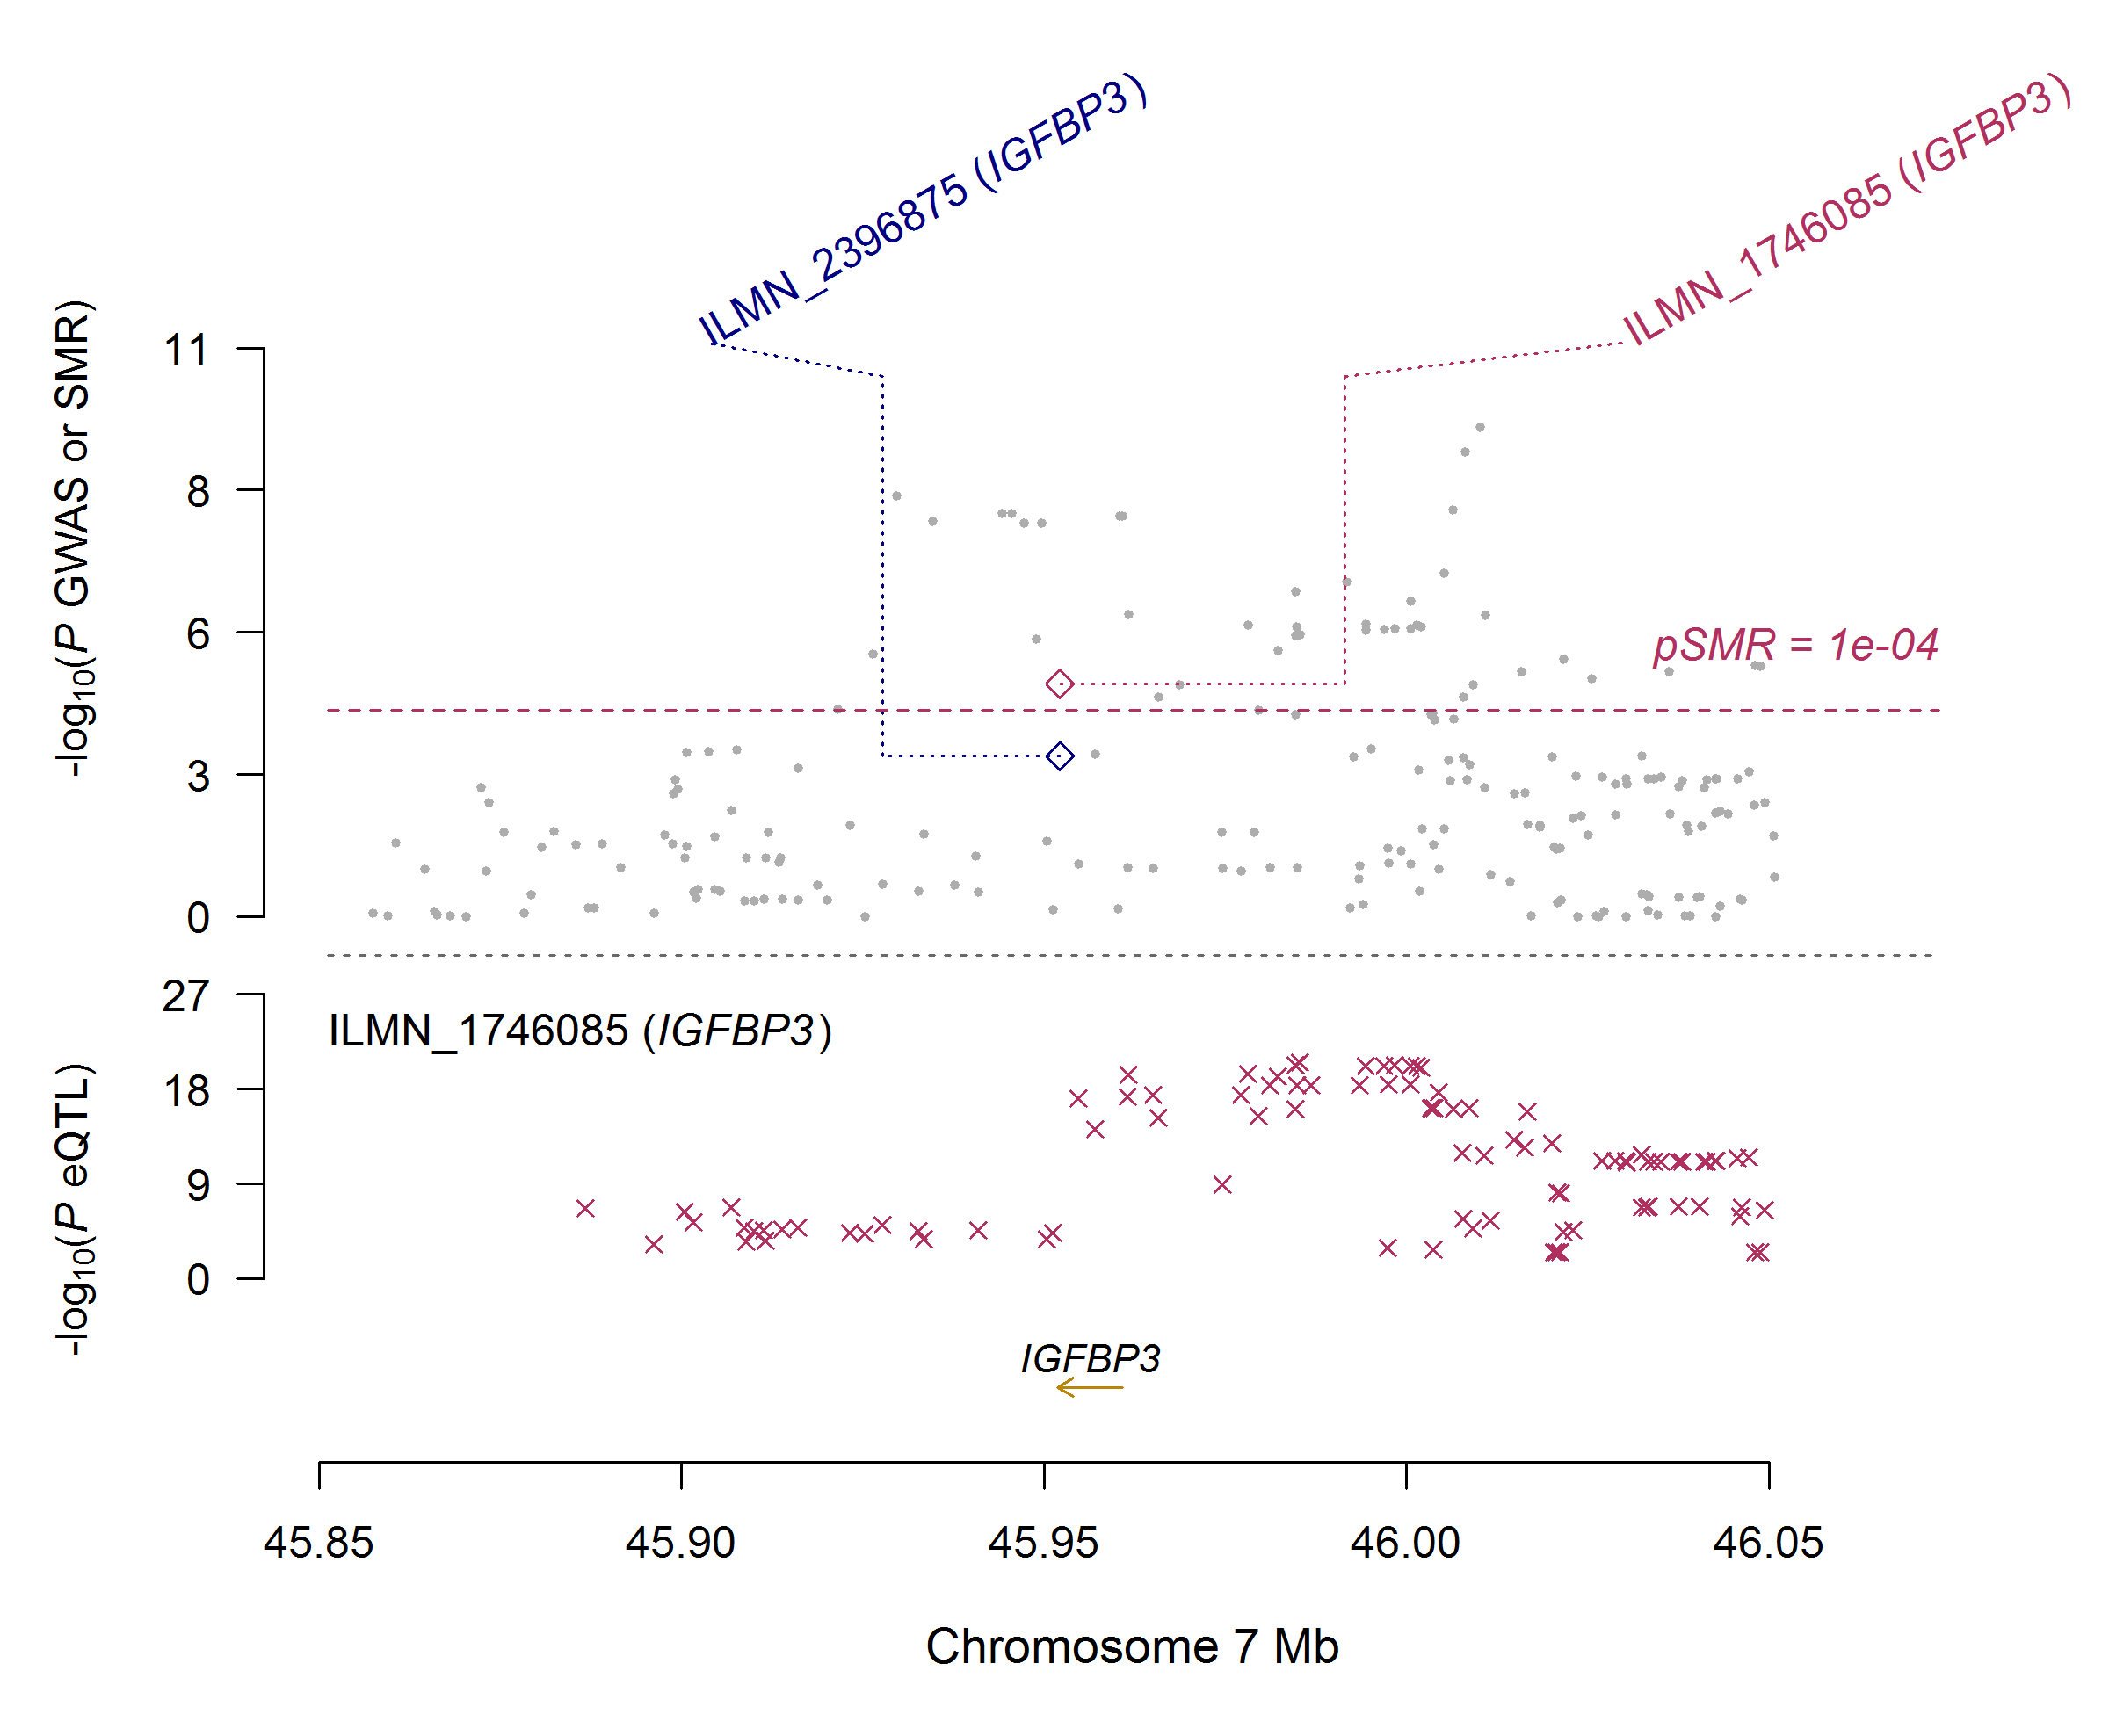 ILMN_2396875 (IGFBP3)
ILMN_1746085 (IGFBP3)
-log10(P GWAS or SMR)
11
8
6
3
0
pSMR = 1e-04
-log10(P eQTL)
27
18
9
0
ILMN_1746085 (IGFBP3)
IGFBP3
45.85 45.90 45.95 46.00 46.05
Chromosome 7 Mb